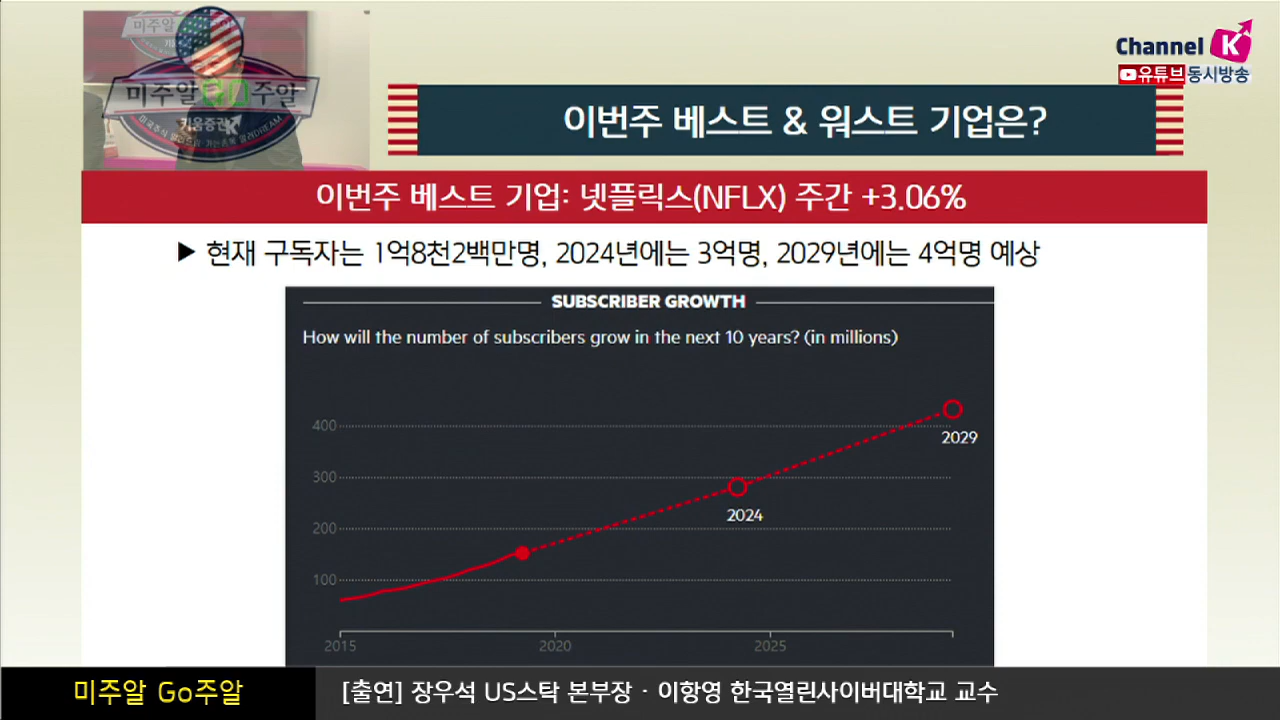 미주알GO주알
키움증권
Channel K
유튜브동시방송
이번주 베스트 & 워스트 기업은?
이번주 베스트 기업: 넷플릭스(NFLX) 주간 +3.06%
▶ 현재 구독자는 1억8천2백만명, 2024년에는 3억명, 2029년에는 4억명 예상
SUBSCRIBER GROWTH
How will the number of subscribers grow in the next 10 years? (in millions)
400
300
200
100
2029
2024
2015
2020
2025
미주알 Go주알
[출연] 장우석 US스탁 본부장 · 이항영 한국열린사이버대학교 교수